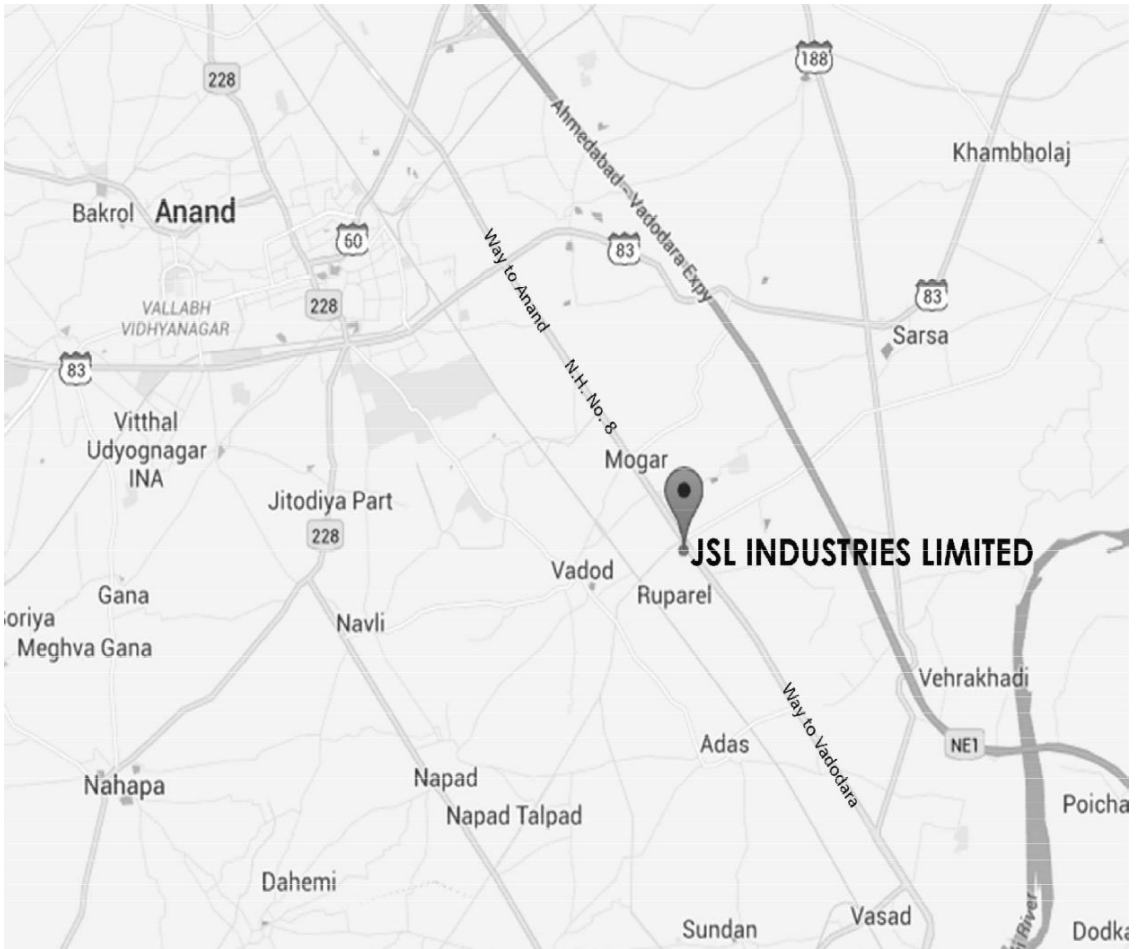 228
188
Ahmedabad - Vadodara Expy
Khambholaj
Bakrol
Anand
60
Way to Anand
83
VALLABH
VIDHYANAGAR
228
83
Sarsa
83
N.H. No. 8
Vitthal
Udyognagar
INA
Mogar
Jitodiya Part
228
JSL INDUSTRIES LIMITED
Vadod
Ruparel
Gana
Navli
Meghva Gana
Vehrakhadi
Way to Vadodara
Adas
NE1
Nahapa
Napad
Napad Talpad
Poicha
Dahemi
Vasad
Sundan
River
Dodka